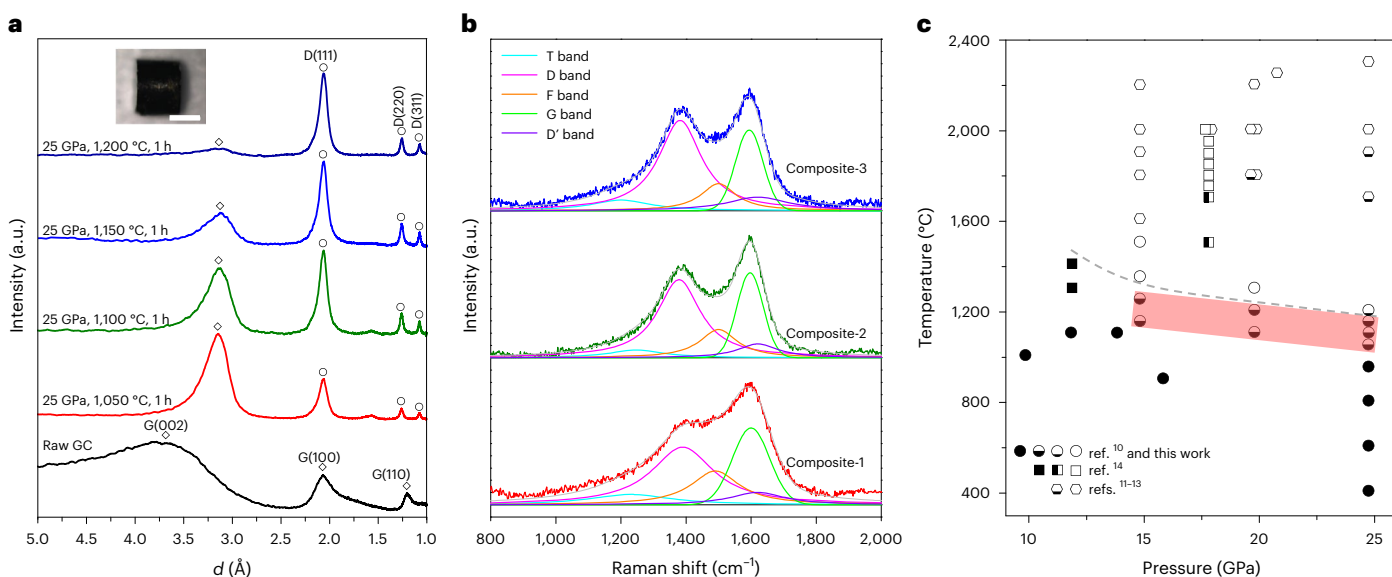 a
D(111)
D(220)
D(311)
25 GPa, 1,200 °C, 1 h
25 GPa, 1,150 °C, 1 h
25 GPa, 1,100 °C, 1 h
25 GPa, 1,050 °C, 1 h
Raw GC
G(002)
G(100)
G(110)
Intensity (a.u.)
5.0 4.5 4.0 3.5 3.0 2.5 2.0 1.5 1.0
d (Å)
b
T band
D band
F band
G band
D′ band
Composite-3
Composite-2
Composite-1
Intensity (a.u.)
800 1,000 1,200 1,400 1,600 1,800 2,000
Raman shift (cm⁻¹)
c
2,400
2,000
1,600
1,200
800
400
Temperature (°C)
ref. ¹⁰ and this work
ref. ¹⁴
refs. ¹¹⁻¹³
10 15 20 25
Pressure (GPa)